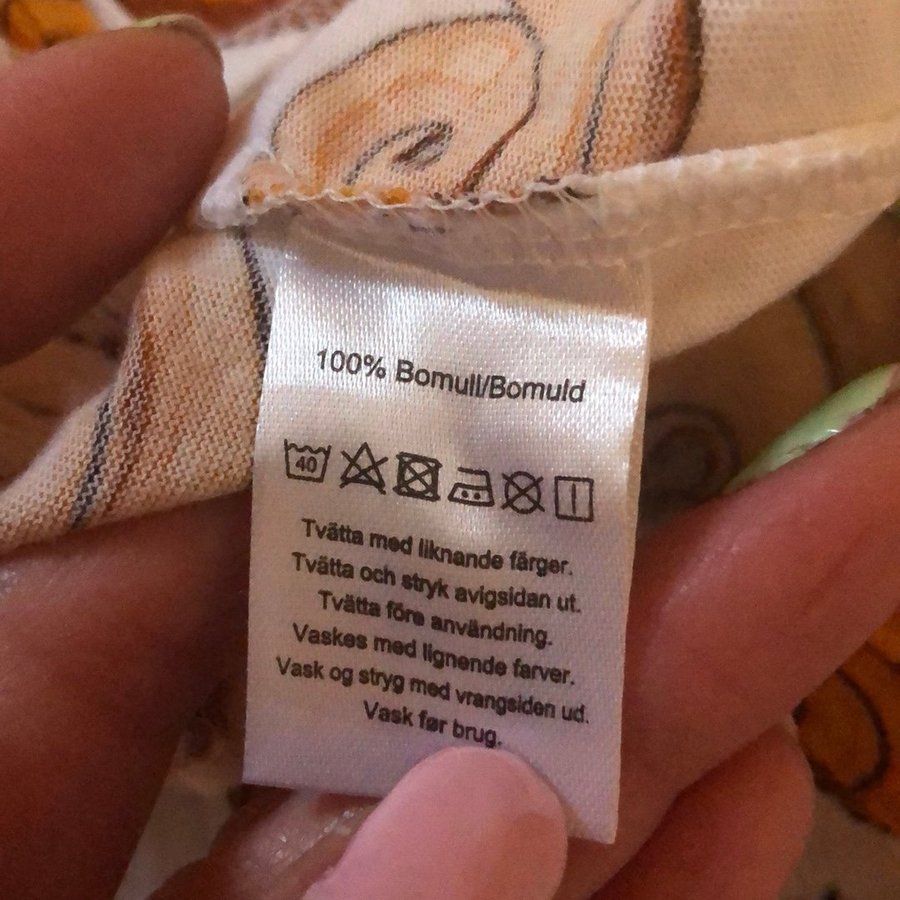 100% Bomull/Bomuld
40
Tvätta med liknande färger.
Tvätta och stryk avigsidan ut.
Tvätta före användning.
Vaskes med lignende farver.
Vask og stryg med vrangsiden ud.
Vask før brug.